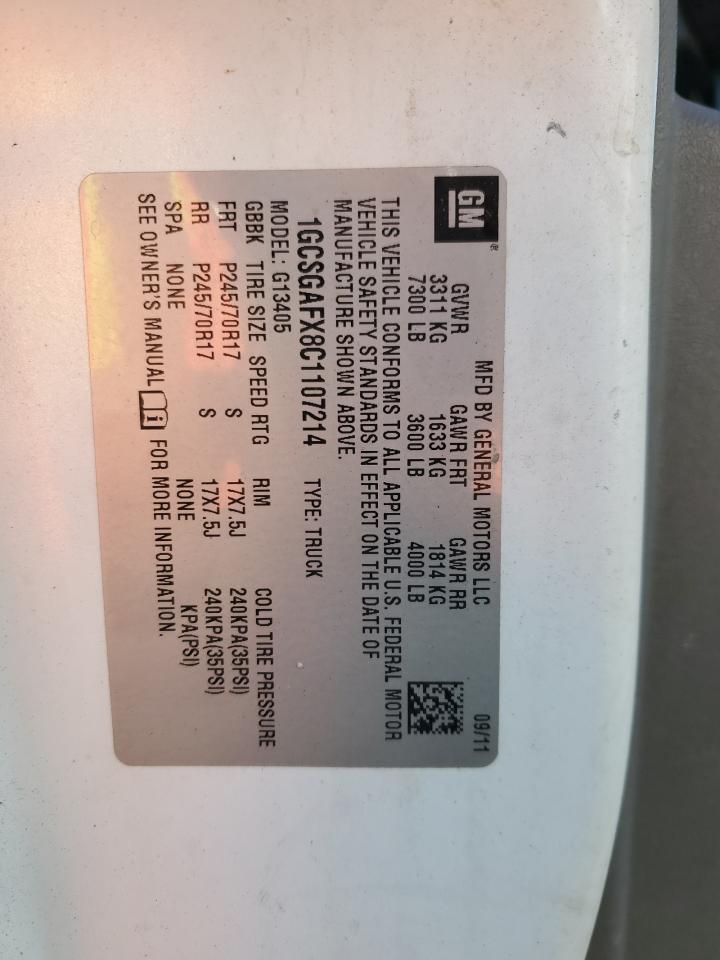 GM®
MFD BY GENERAL MOTORS LLC 09/11
GVWR GAWR FRT GAWR RR
3311 KG 1633 KG 1814 KG
7300 LB 3600 LB 4000 LB
THIS VEHICLE CONFORMS TO ALL APPLICABLE U.S. FEDERAL MOTOR
VEHICLE SAFETY STANDARDS IN EFFECT ON THE DATE OF
MANUFACTURE SHOWN ABOVE.
1GCSGAFX8C1107214 TYPE: TRUCK
MODEL: G13405
GBBK TIRE SIZE SPEED RTG RIM COLD TIRE PRESSURE
FRT P245/70R17 S 17X7.5J 240KPA(35PSI)
RR P245/70R17 S 17X7.5J 240KPA(35PSI)
SPA NONE NONE KPA(PSI)
SEE OWNER'S MANUAL i FOR MORE INFORMATION.